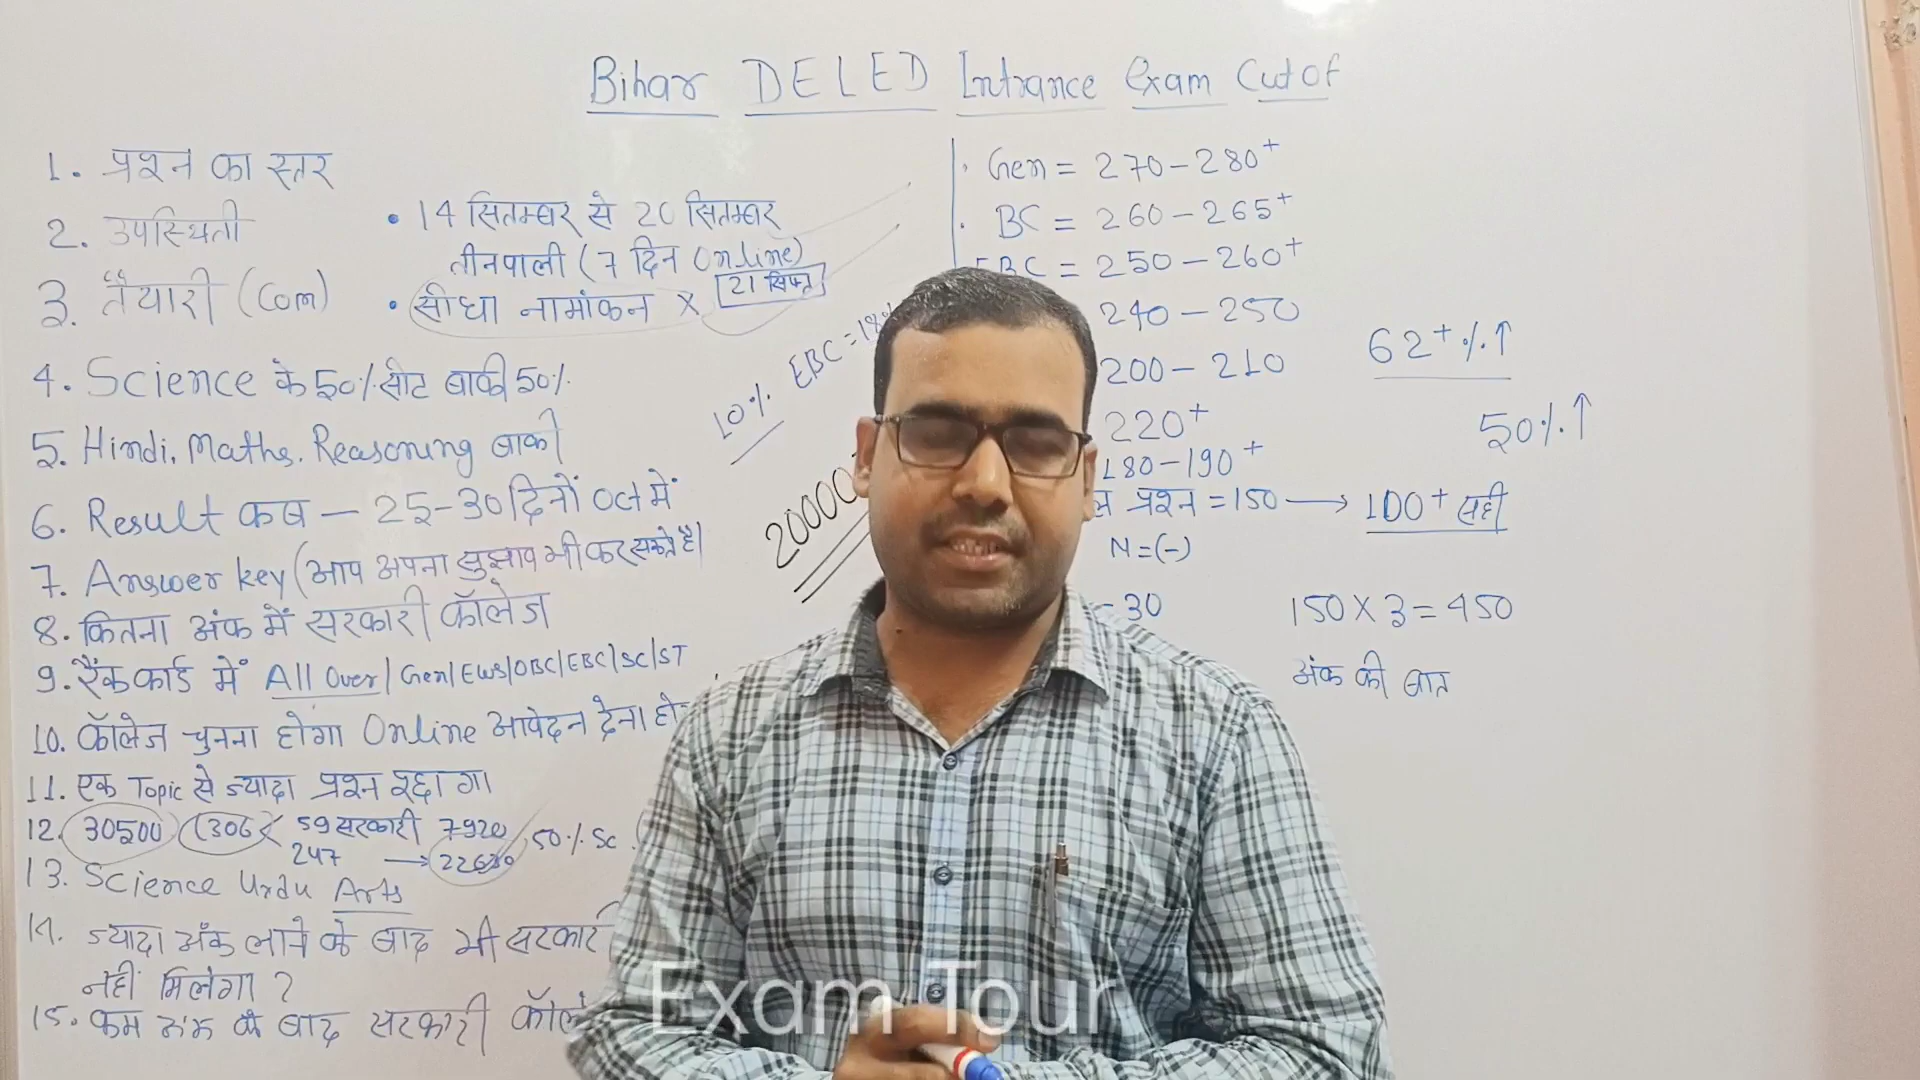 Bihar DELED Intrance Exam Cutof
1. प्रश्न का स्तर
2. उपस्थिती
3. तैयारी (Com)
• 14 सितम्बर से 20 सितम्बर
तीनपाली (7 दिन Online)
• सीधा नामांकन X 21 सिफ्ट
4. Science के 50% सीट बाकी 50%
5. Hindi, Maths, Reasoning बाकी
6. Result कब — 25-30 दिनों Oct में
7. Answer key (आप अपना सुझाव भी कर सकते है।
8. कितना अंक में सरकारी कॉलेज
9. रैंक कार्ड में All Over / Gen / EWS / OBC / EBC / SC / ST
10. कॉलेज चुनना होगा Online आवेदन देना
11. एक Topic से ज्यादा प्रश्न गा
12. 30500 (306 59 सरकारी 7920 50% Sc
247 →
13. Science Urdu Arts
14. ज्यादा अंक लाने के बाद भी सरकारी
नहीं मिलेगा ?
15. कम अंक के बाद सरकारी कॉले
10% EBC = 18%
20000
• Gen = 270-280+
• BC = 260-265+
EBC = 250-260+
240-250
200-210
220+
180-190+
प्रश्न = 150 → 100+ सही
N = (-)
- 30
62+%↑
50%↑
150 X 3 = 450
अंक की बात
Exam Tour